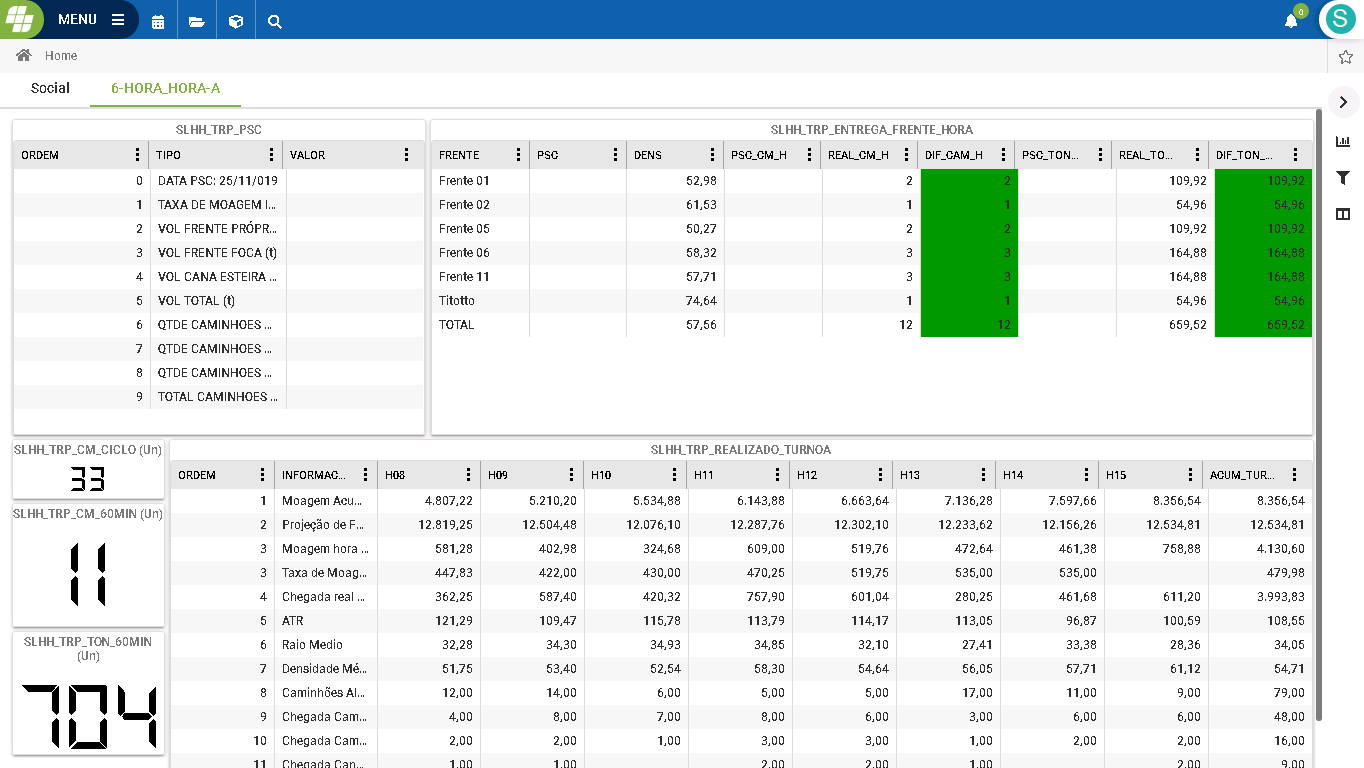 MENU
0
S
Home
Social 6-HORA_HORA-A
SLHH_TRP_PSC
ORDEM TIPO VALOR
0 DATA PSC: 25/11/019
1 TAXA DE MOAGEM I...
2 VOL FRENTE PRÓPR...
3 VOL FRENTE FOCA (t)
4 VOL CANA ESTEIRA ...
5 VOL TOTAL (t)
6 QTDE CAMINHOES ...
7 QTDE CAMINHOES ...
8 QTDE CAMINHOES ...
9 TOTAL CAMINHOES ...
SLHH_TRP_ENTREGA_FRENTE_HORA
FRENTE PSC DENS PSC_CM_H REAL_CM_H DIF_CAM_H PSC_TON... REAL_TO... DIF_TON_...
Frente 01 52,98 2 2 109,92 109,92
Frente 02 61,53 1 1 54,96 54,96
Frente 05 50,27 2 2 109,92 109,92
Frente 06 58,32 3 3 164,88 164,88
Frente 11 57,71 3 3 164,88 164,88
Titotto 74,64 1 1 54,96 54,96
TOTAL 57,56 12 12 659,52 659,52
SLHH_TRP_CM_CICLO (Un)
33
SLHH_TRP_CM_60MIN (Un)
11
SLHH_TRP_TON_60MIN
(Un)
704
SLHH_TRP_REALIZADO_TURNOA
ORDEM INFORMAC... H08 H09 H10 H11 H12 H13 H14 H15 ACUM_TUR...
1 Moagem Acu... 4.807,22 5.210,20 5.534,88 6.143,88 6.663,64 7.136,28 7.597,66 8.356,54 8.356,54
2 Projeção de F... 12.819,25 12.504,48 12.076,10 12.287,76 12.302,10 12.233,62 12.156,26 12.534,81 12.534,81
3 Moagem hora ... 581,28 402,98 324,68 609,00 519,76 472,64 461,38 758,88 4.130,60
3 Taxa de Moag... 447,83 422,00 430,00 470,25 519,75 535,00 535,00 479,98
4 Chegada real ... 362,25 587,40 420,32 757,90 601,04 280,25 461,68 611,20 3.993,83
5 ATR 121,29 109,47 115,78 113,79 114,17 113,05 96,87 100,59 108,55
6 Raio Medio 32,28 34,30 34,93 34,85 32,10 27,41 33,38 28,36 34,05
7 Densidade Mé... 51,75 53,40 52,54 58,30 54,64 56,05 57,71 61,12 54,71
8 Caminhões Al... 12,00 14,00 6,00 5,00 5,00 17,00 11,00 9,00 79,00
9 Chegada Cam... 4,00 8,00 7,00 8,00 6,00 3,00 6,00 6,00 48,00
10 Chegada Cam... 2,00 2,00 1,00 3,00 3,00 1,00 2,00 2,00 16,00
11 Chegada Can... 1,00 1,00 2,00 2,00 1,00 2,00 9,00